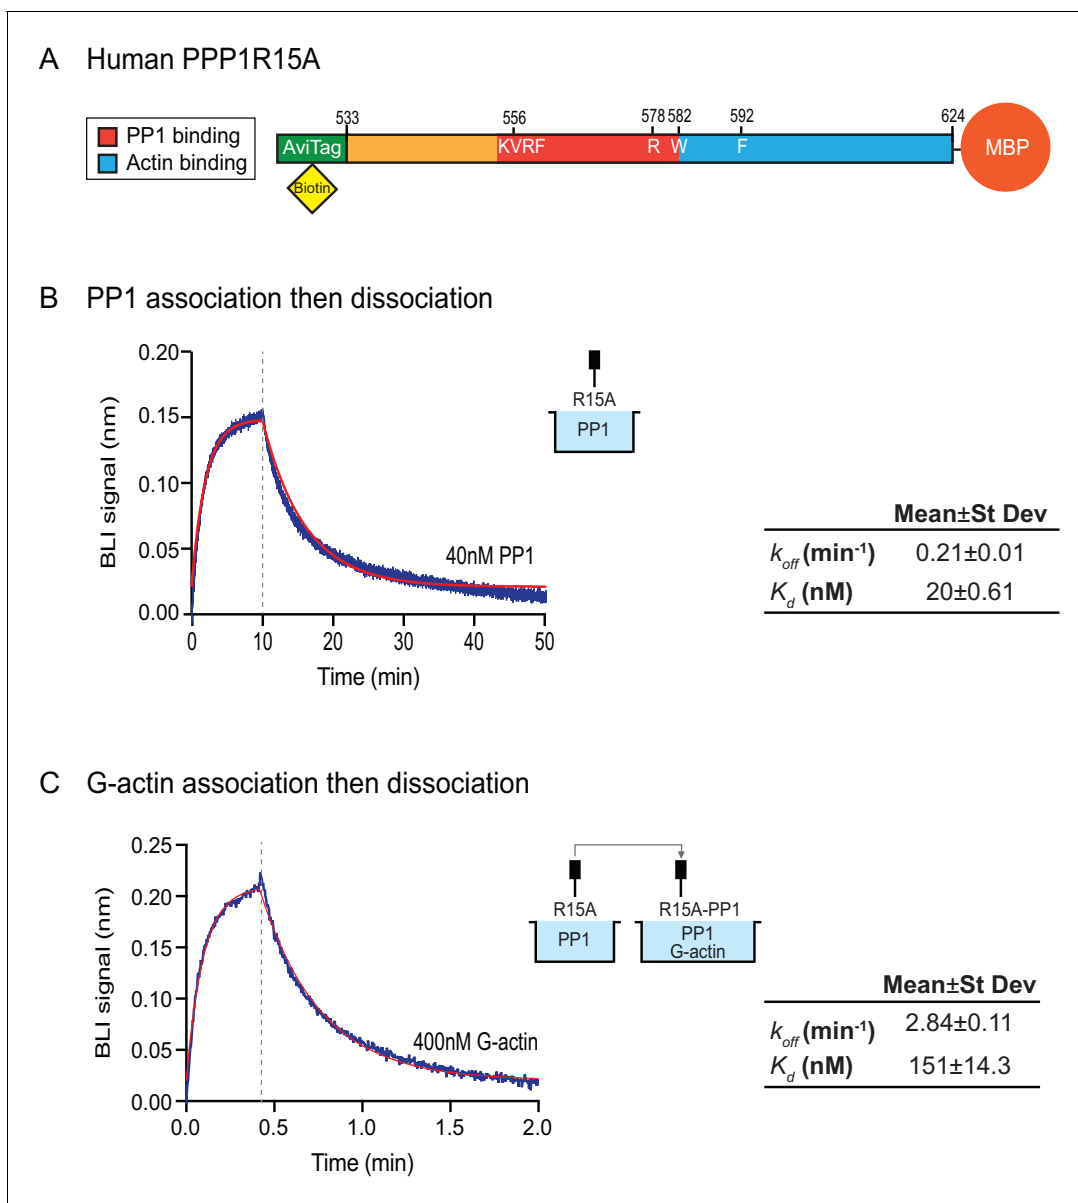 A Human PPP1R15A
PP1 binding
Actin binding
533 556 578 582 592 624
AviTag KVRF R W F MBP
Biotin
B PP1 association then dissociation
BLI signal (nm)
0.20
0.15
0.10
0.05
0.00
0 10 20 30 40 50
Time (min)
40nM PP1
R15A
PP1
Mean±St Dev
koff (min-1) 0.21±0.01
Kd (nM) 20±0.61
C G-actin association then dissociation
BLI signal (nm)
0.25
0.20
0.15
0.10
0.05
0.00
0.0 0.5 1.0 1.5 2.0
Time (min)
400nM G-actin
R15A R15A-PP1
PP1 PP1
G-actin
Mean±St Dev
koff (min-1) 2.84±0.11
Kd (nM) 151±14.3